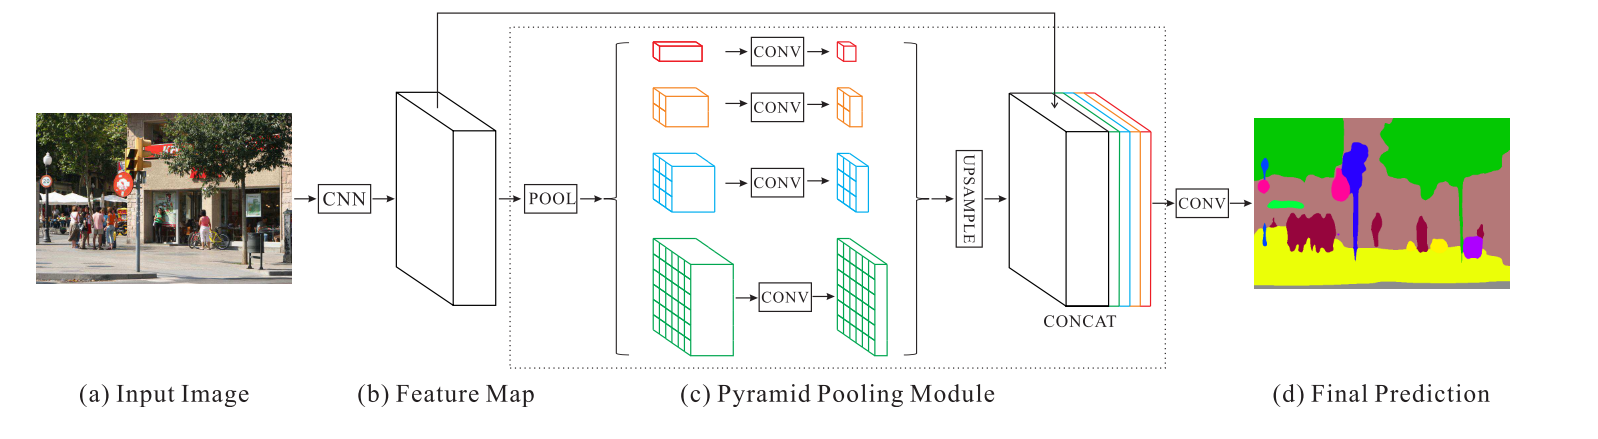 CNN
POOL
CONV
CONV
CONV
CONV
UPSAMPLE
CONCAT
CONV
(a) Input Image
(b) Feature Map
(c) Pyramid Pooling Module
(d) Final Prediction